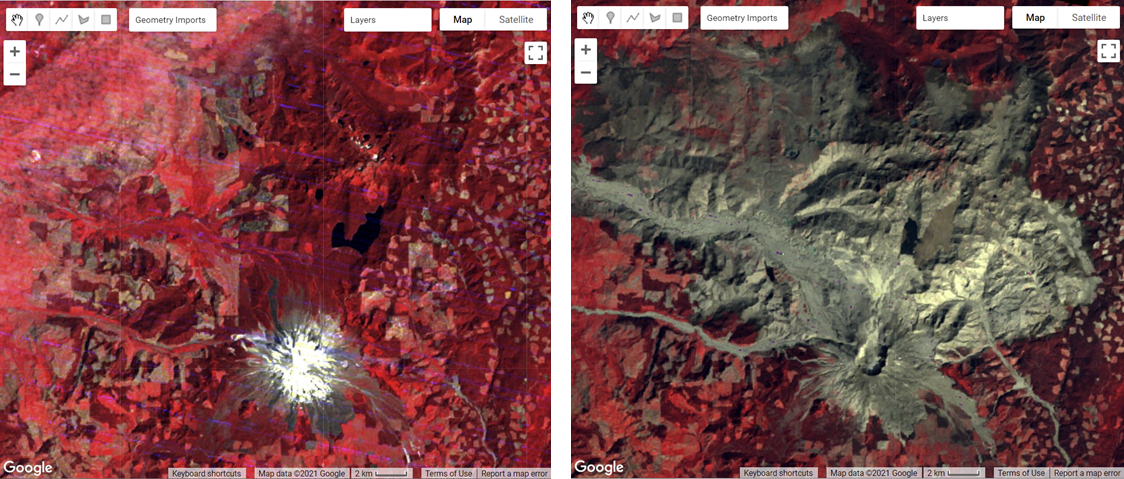 Geometry Imports
Layers
Map
Satellite
+
−
Google
Keyboard shortcuts
Map data ©2021 Google
2 km
Terms of Use
Report a map error
Geometry Imports
Layers
Map
Satellite
+
−
Google
Keyboard shortcuts
Map data ©2021 Google
2 km
Terms of Use
Report a map error